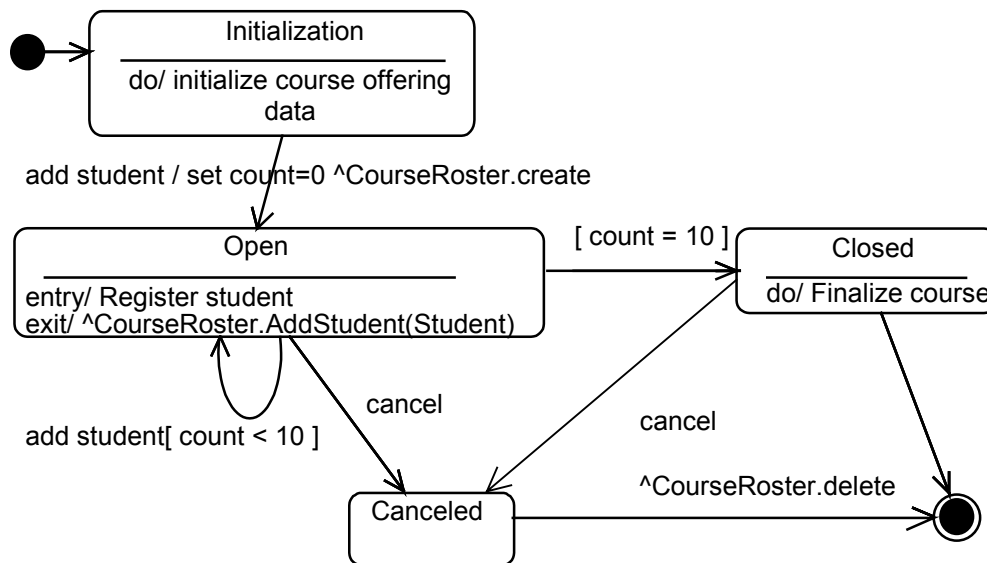 Initialization
do/ initialize course offering
data
add student / set count=0 ^CourseRoster.create
Open
entry/ Register student
exit/ ^CourseRoster.AddStudent(Student)
[ count = 10 ]
Closed
do/ Finalize course
add student[ count < 10 ]
cancel
cancel
^CourseRoster.delete
Canceled